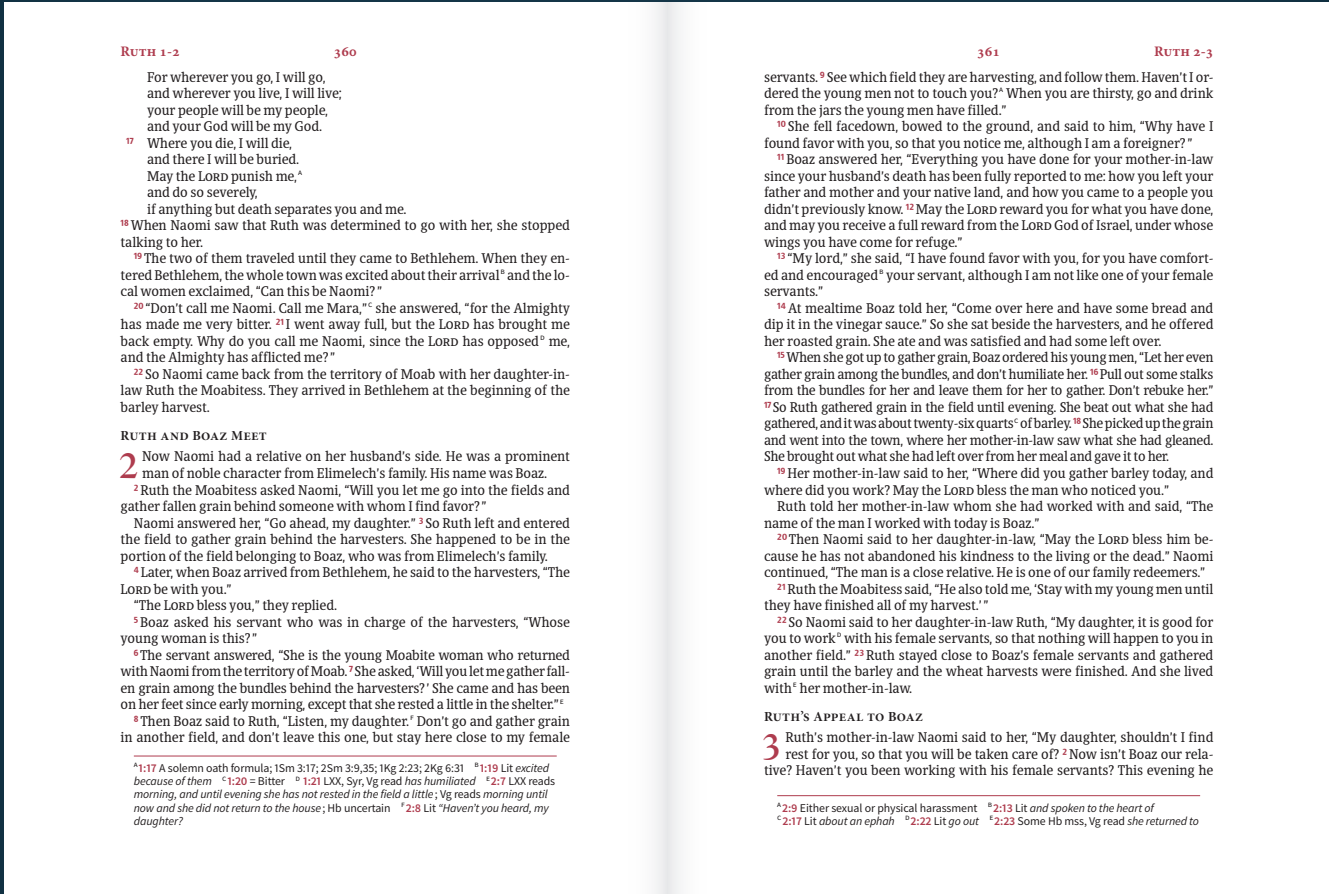 Ruth 1-2 360
For wherever you go, I will go,
and wherever you live, I will live;
your people will be my people,
and your God will be my God.
17 Where you die, I will die,
and there I will be buried.
May the Lord punish me,A
and do so severely,
if anything but death separates you and me.
18 When Naomi saw that Ruth was determined to go with her, she stopped
talking to her.
19 The two of them traveled until they came to Bethlehem. When they en-
tered Bethlehem, the whole town was excited about their arrivalB and the lo-
cal women exclaimed, “Can this be Naomi?”
20 “Don’t call me Naomi. Call me Mara,”C she answered, “for the Almighty
has made me very bitter. 21 I went away full, but the Lord has brought me
back empty. Why do you call me Naomi, since the Lord has opposedD me,
and the Almighty has afflicted me?”
22 So Naomi came back from the territory of Moab with her daughter-in-
law Ruth the Moabitess. They arrived in Bethlehem at the beginning of the
barley harvest.
Ruth and Boaz Meet
2 Now Naomi had a relative on her husband’s side. He was a prominent
man of noble character from Elimelech’s family. His name was Boaz.
2 Ruth the Moabitess asked Naomi, “Will you let me go into the fields and
gather fallen grain behind someone with whom I find favor?”
Naomi answered her, “Go ahead, my daughter.” 3 So Ruth left and entered
the field to gather grain behind the harvesters. She happened to be in the
portion of the field belonging to Boaz, who was from Elimelech’s family.
4 Later, when Boaz arrived from Bethlehem, he said to the harvesters, “The
Lord be with you.”
“The Lord bless you,” they replied.
5 Boaz asked his servant who was in charge of the harvesters, “Whose
young woman is this?”
6 The servant answered, “She is the young Moabite woman who returned
with Naomi from the territory of Moab. 7 She asked, ‘Will you let me gather fall-
en grain among the bundles behind the harvesters?’ She came and has been
on her feet since early morning, except that she rested a little in the shelter.”E
8 Then Boaz said to Ruth, “Listen, my daughter.F Don’t go and gather grain
in another field, and don’t leave this one, but stay here close to my female
A 1:17 A solemn oath formula; 1Sm 3:17; 2Sm 3:9,35; 1Kg 2:23; 2Kg 6:31 B 1:19 Lit excited
because of them C 1:20 = Bitter D 1:21 LXX, Syr, Vg read has humiliated E 2:7 LXX reads
morning, and until evening she has not rested in the field a little; Vg reads morning until
now and she did not return to the house; Hb uncertain F 2:8 Lit “Haven’t you heard, my
daughter?
361 Ruth 2-3
servants. 9 See which field they are harvesting, and follow them. Haven’t I or-
dered the young men not to touch you?A When you are thirsty, go and drink
from the jars the young men have filled.”
10 She fell facedown, bowed to the ground, and said to him, “Why have I
found favor with you, so that you notice me, although I am a foreigner?”
11 Boaz answered her, “Everything you have done for your mother-in-law
since your husband’s death has been fully reported to me: how you left your
father and mother and your native land, and how you came to a people you
didn’t previously know. 12 May the Lord reward you for what you have done,
and may you receive a full reward from the Lord God of Israel, under whose
wings you have come for refuge.”
13 “My lord,” she said, “I have found favor with you, for you have comfort-
ed and encouragedB your servant, although I am not like one of your female
servants.”
14 At mealtime Boaz told her, “Come over here and have some bread and
dip it in the vinegar sauce.” So she sat beside the harvesters, and he offered
her roasted grain. She ate and was satisfied and had some left over.
15 When she got up to gather grain, Boaz ordered his young men, “Let her even
gather grain among the bundles, and don’t humiliate her. 16 Pull out some stalks
from the bundles for her and leave them for her to gather. Don’t rebuke her.”
17 So Ruth gathered grain in the field until evening. She beat out what she had
gathered, and it was about twenty-six quartsC of barley. 18 She picked up the grain
and went into the town, where her mother-in-law saw what she had gleaned.
She brought out what she had left over from her meal and gave it to her.
19 Her mother-in-law said to her, “Where did you gather barley today, and
where did you work? May the Lord bless the man who noticed you.”
Ruth told her mother-in-law whom she had worked with and said, “The
name of the man I worked with today is Boaz.”
20 Then Naomi said to her daughter-in-law, “May the Lord bless him be-
cause he has not abandoned his kindness to the living or the dead.” Naomi
continued, “The man is a close relative. He is one of our family redeemers.”
21 Ruth the Moabitess said, “He also told me, ‘Stay with my young men until
they have finished all of my harvest.’”
22 So Naomi said to her daughter-in-law Ruth, “My daughter, it is good for
you to workD with his female servants, so that nothing will happen to you in
another field.” 23 Ruth stayed close to Boaz’s female servants and gathered
grain until the barley and the wheat harvests were finished. And she lived
withE her mother-in-law.
Ruth’s Appeal to Boaz
3 Ruth’s mother-in-law Naomi said to her, “My daughter, shouldn’t I find
rest for you, so that you will be taken care of? 2 Now isn’t Boaz our rela-
tive? Haven’t you been working with his female servants? This evening he
A 2:9 Either sexual or physical harassment B 2:13 Lit and spoken to the heart of
C 2:17 Lit about an ephah D 2:22 Lit go out E 2:23 Some Hb mss, Vg read she returned to